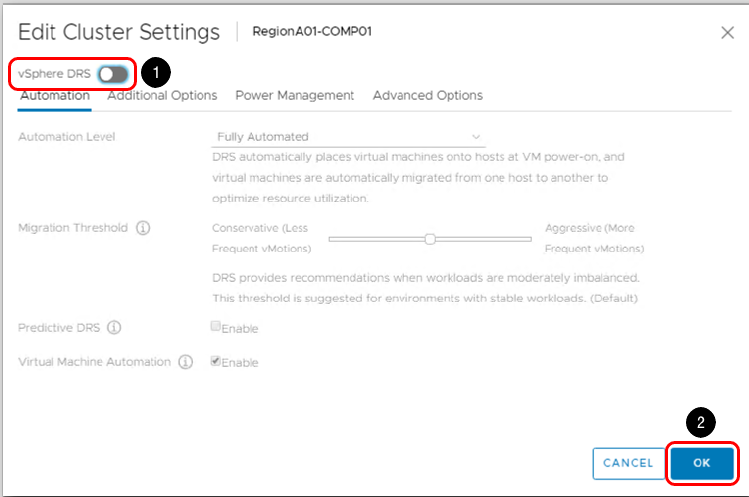 Edit Cluster Settings RegionA01-COMP01
vSphere DRS 1
Automation Additional Options Power Management Advanced Options
Automation Level Fully Automated
DRS automatically places virtual machines onto hosts at VM power-on, and
virtual machines are automatically migrated from one host to another to
optimize resource utilization.
Migration Threshold Conservative (Less Aggressive (More
Frequent vMotions) Frequent vMotions)
DRS provides recommendations when workloads are moderately imbalanced.
This threshold is suggested for environments with stable workloads. (Default)
Predictive DRS Enable
Virtual Machine Automation Enable
2
CANCEL OK